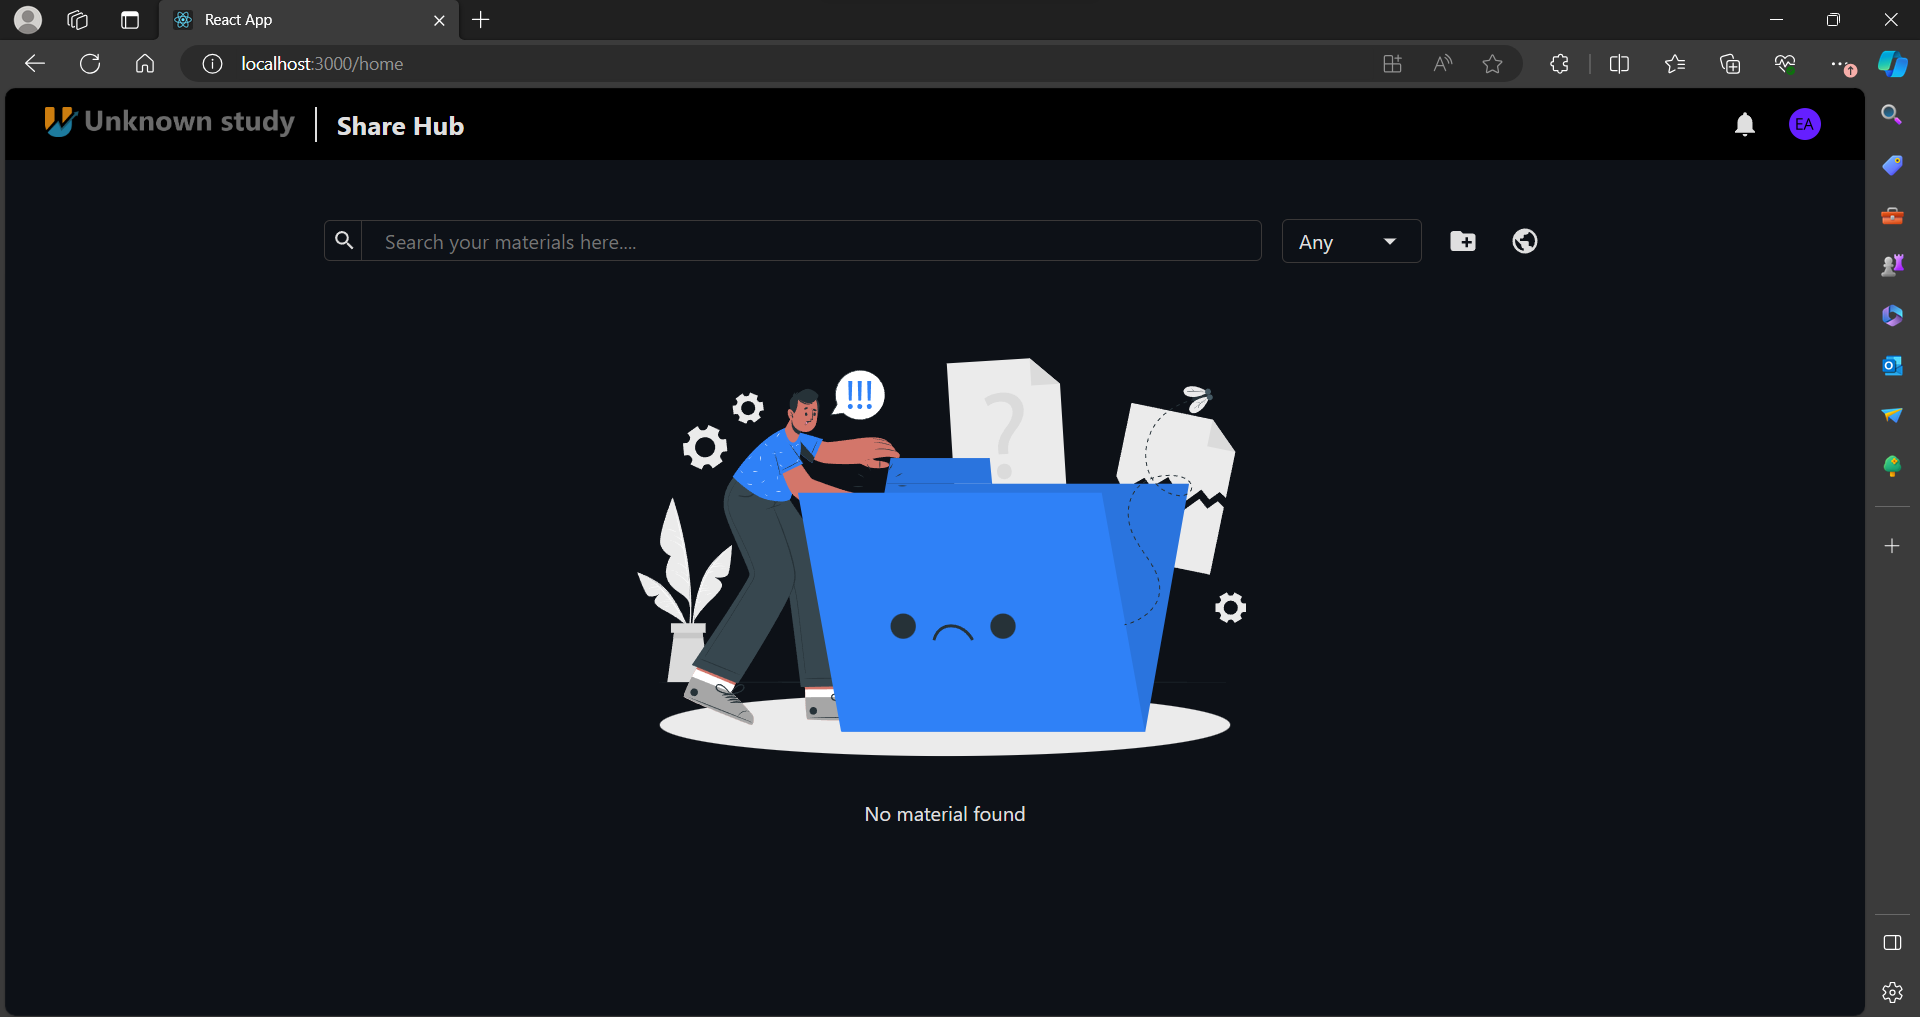 React App
localhost:3000/home
Unknown study
Share Hub
EA
Search your materials here....
Any
!!!
?
No material found